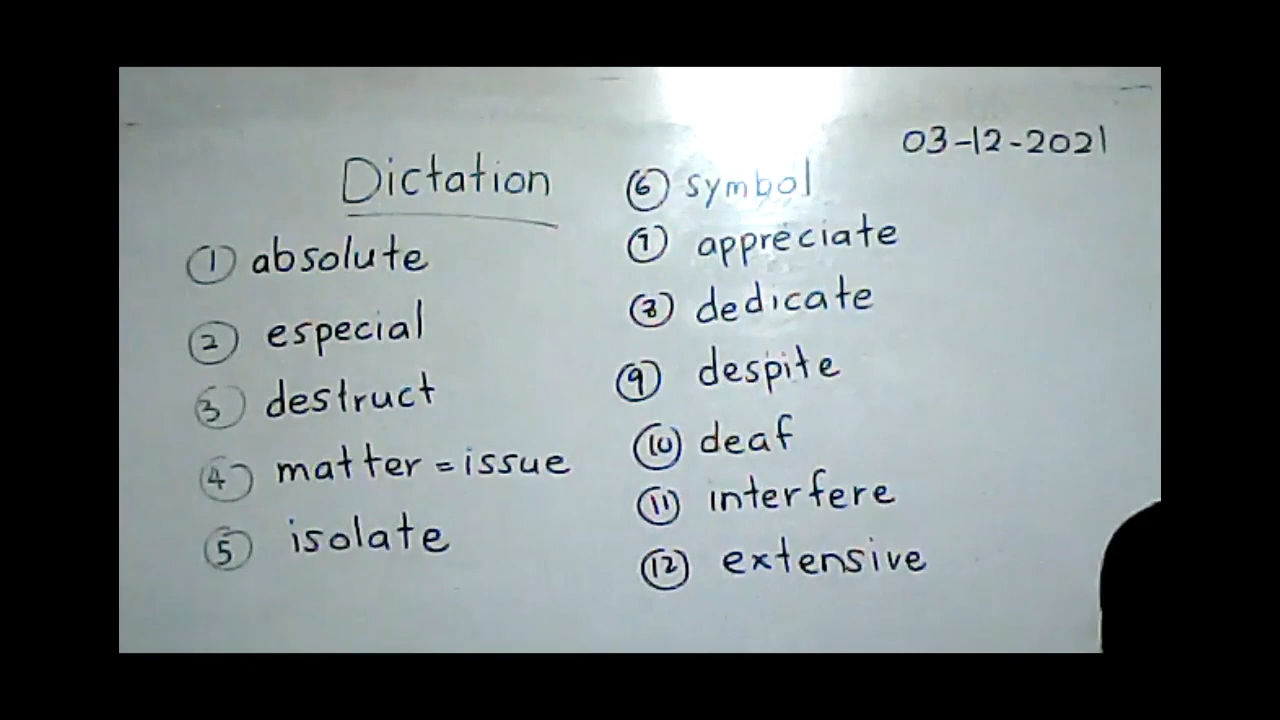 03-12-2021
Dictation
① absolute
② especial
③ destruct
④ matter = issue
⑤ isolate
⑥ symbol
⑦ appreciate
⑧ dedicate
⑨ despite
⑩ deaf
⑪ interfere
⑫ extensive